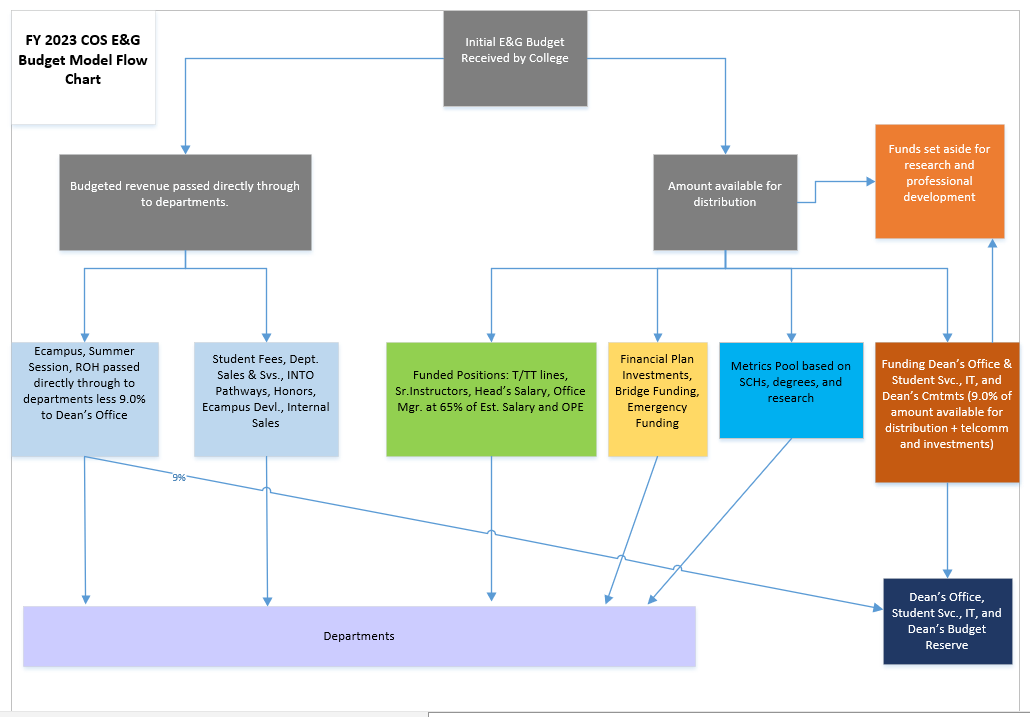 FY 2023 COS E&G
Budget Model Flow
Chart
Initial E&G Budget
Received by College
Budgeted revenue passed directly through
to departments.
Amount available for
distribution
Funds set aside for
research and
professional
development
Ecampus, Summer
Session, ROH passed
directly through to
departments less 9.0%
to Dean's Office
Student Fees, Dept.
Sales & Svs., INTO
Pathways, Honors,
Ecampus Devl., Internal
Sales
Funded Positions: T/TT lines,
Sr.Instructors, Head's Salary, Office
Mgr. at 65% of Est. Salary and OPE
Financial Plan
Investments,
Bridge Funding,
Emergency
Funding
Metrics Pool based on
SCHs, degrees, and
research
Funding Dean's Office &
Student Svc., IT, and
Dean's Cmtmts (9.0% of
amount available for
distribution + telcomm
and investments)
9%
Departments
Dean's Office,
Student Svc., IT, and
Dean's Budget
Reserve